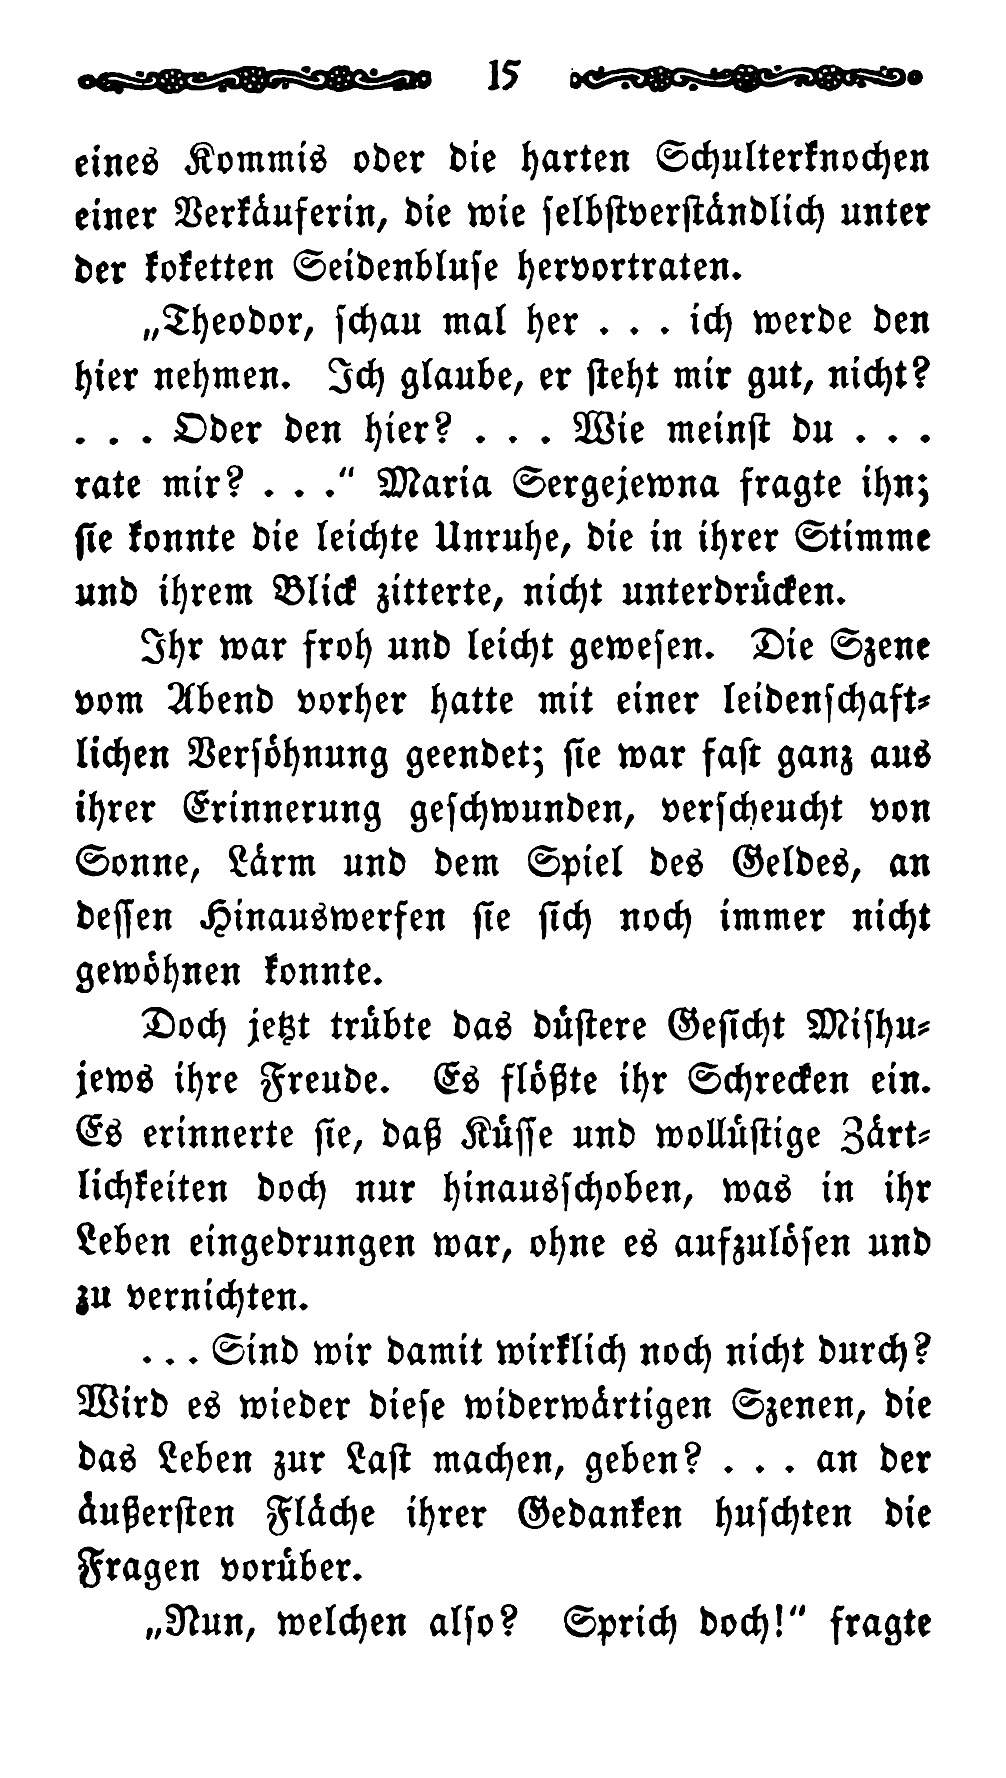 15
eines Kommis oder die harten Schulterknochen
einer Verkäuferin, die wie selbstverständlich unter
der koketten Seidenbluse hervortraten.
„Theodor, schau mal her . . . ich werde den
hier nehmen. Ich glaube, er steht mir gut, nicht?
. . . Oder den hier? . . . Wie meinst du . . .
rate mir? . . .“ Maria Sergejewna fragte ihn;
sie konnte die leichte Unruhe, die in ihrer Stimme
und ihrem Blick zitterte, nicht unterdrücken.
Ihr war froh und leicht gewesen. Die Szene
vom Abend vorher hatte mit einer leidenschaft-
lichen Versöhnung geendet; sie war fast ganz aus
ihrer Erinnerung geschwunden, verscheucht von
Sonne, Lärm und dem Spiel des Geldes, an
dessen Hinauswerfen sie sich noch immer nicht
gewöhnen konnte.
Doch jetzt trübte das düstere Gesicht Mishu-
jews ihre Freude. Es flößte ihr Schrecken ein.
Es erinnerte sie, daß Küsse und wollüstige Zärt-
lichkeiten doch nur hinausschoben, was in ihr
Leben eingedrungen war, ohne es aufzulösen und
zu vernichten.
. . . Sind wir damit wirklich noch nicht durch?
Wird es wieder diese widerwärtigen Szenen, die
das Leben zur Last machen, geben? . . . an der
äußersten Fläche ihrer Gedanken huschten die
Fragen vorüber.
„Nun, welchen also? Sprich doch!“ fragte